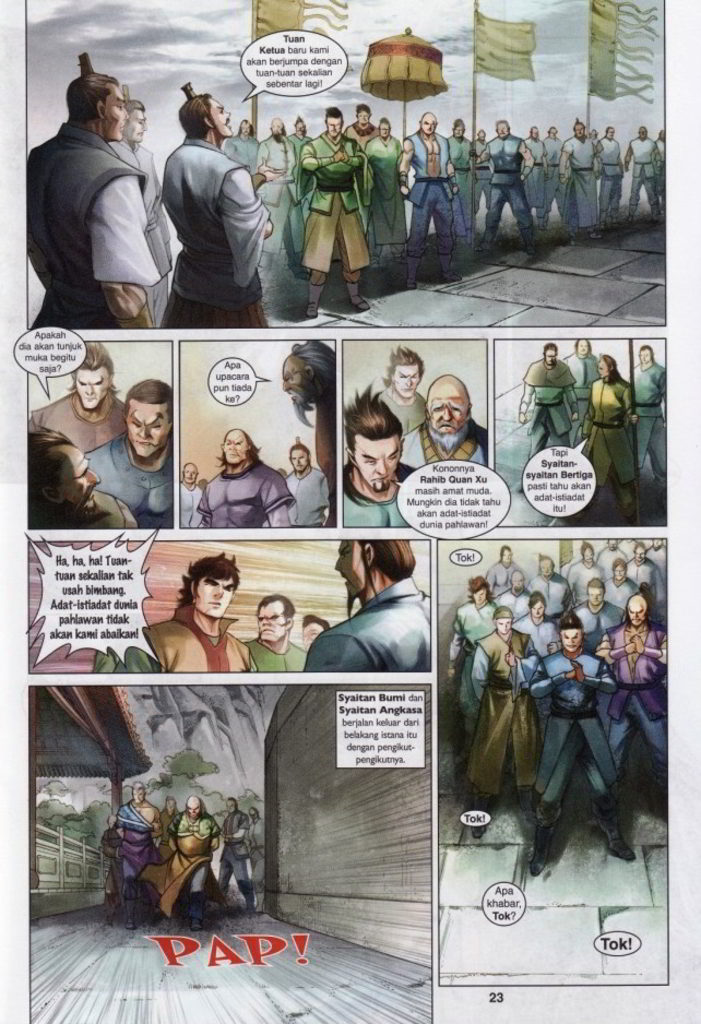 Tuan
Ketua baru kami
akan berjumpa dengan
tuan-tuan sekalian
sebentar lagi!
Apakah
dia akan tunjuk
muka begitu
saja?
Apa
upacara
pun tiada
ke?
Kononnya
Rahib Quan Xu
masih amat muda.
Mungkin dia tidak tahu
akan adat-istiadat
dunia pahlawan!
Tapi
Syaitan-
syaitan Bertiga
pasti tahu akan
adat-istiadat
itu!
Ha, ha, ha! Tuan-
tuan sekalian tak
usah bimbang.
Adat-istiadat dunia
pahlawan tidak
akan kami abaikan!
Tok!
Syaitan Bumi dan
Syaitan Angkasa
berjalan keluar dari
belakang istana itu
dengan pengikut-
pengikutnya.
Tok!
Apa
khabar,
Tok?
Tok!
PAP!
23